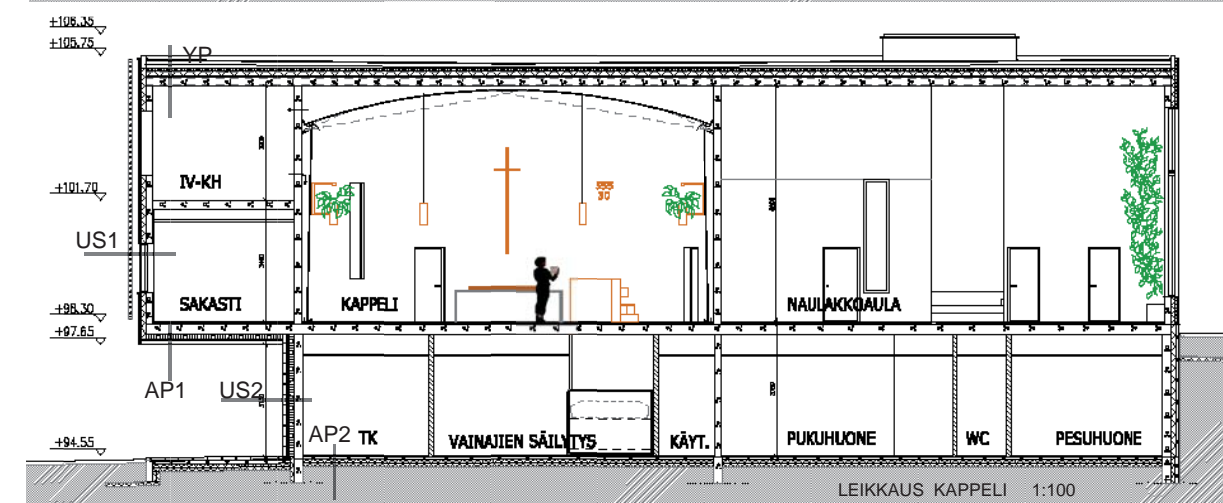 +106.35
+105.75
YP
IV-KH
+101.70
US1
SAKASTI
KAPPELI
NAULAKKOAULA
+98.30
+97.65
AP1
US2
AP2
+94.55
TK
VAINAJIEN SÄILYTYS
KÄYT.
PUKUHUONE
WC
PESUHUONE
LEIKKAUS KAPPELI 1:100